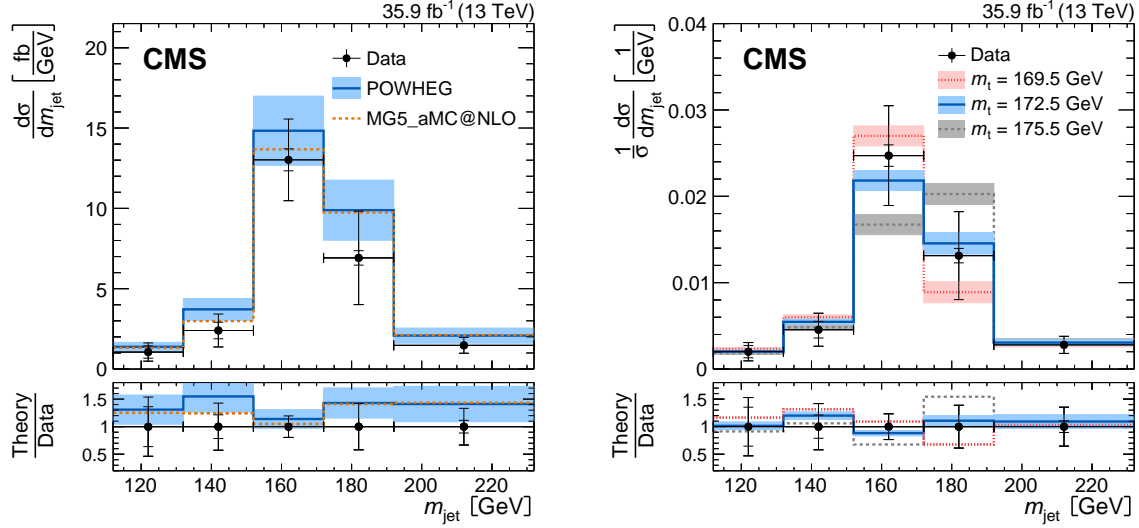 35.9 fb⁻¹ (13 TeV)
dσ/dm_jet [fb/GeV]
CMS
Data
POWHEG
MG5_aMC@NLO
20
15
10
5
0
Theory/Data
1.5
1
0.5
120 140 160 180 200 220
m_jet [GeV]
35.9 fb⁻¹ (13 TeV)
1/σ dσ/dm_jet [1/GeV]
CMS
Data
m_t = 169.5 GeV
m_t = 172.5 GeV
m_t = 175.5 GeV
0.04
0.03
0.02
0.01
0
Theory/Data
1.5
1
0.5
120 140 160 180 200 220
m_jet [GeV]